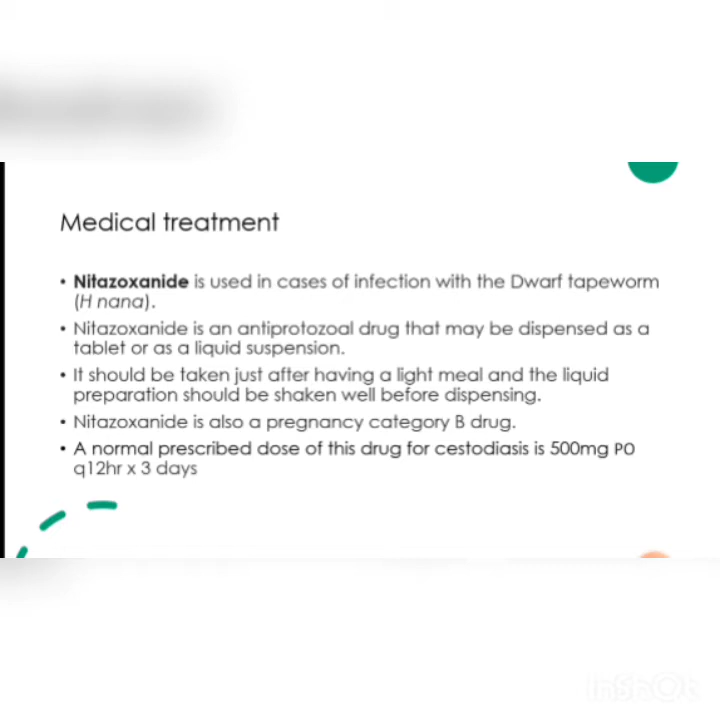 Medical treatment
• Nitazoxanide is used in cases of infection with the Dwarf tapeworm
(H nana).
• Nitazoxanide is an antiprotozoal drug that may be dispensed as a
tablet or as a liquid suspension.
• It should be taken just after having a light meal and the liquid
preparation should be shaken well before dispensing.
• Nitazoxanide is also a pregnancy category B drug.
• A normal prescribed dose of this drug for cestodiasis is 500mg PO
q12hr x 3 days